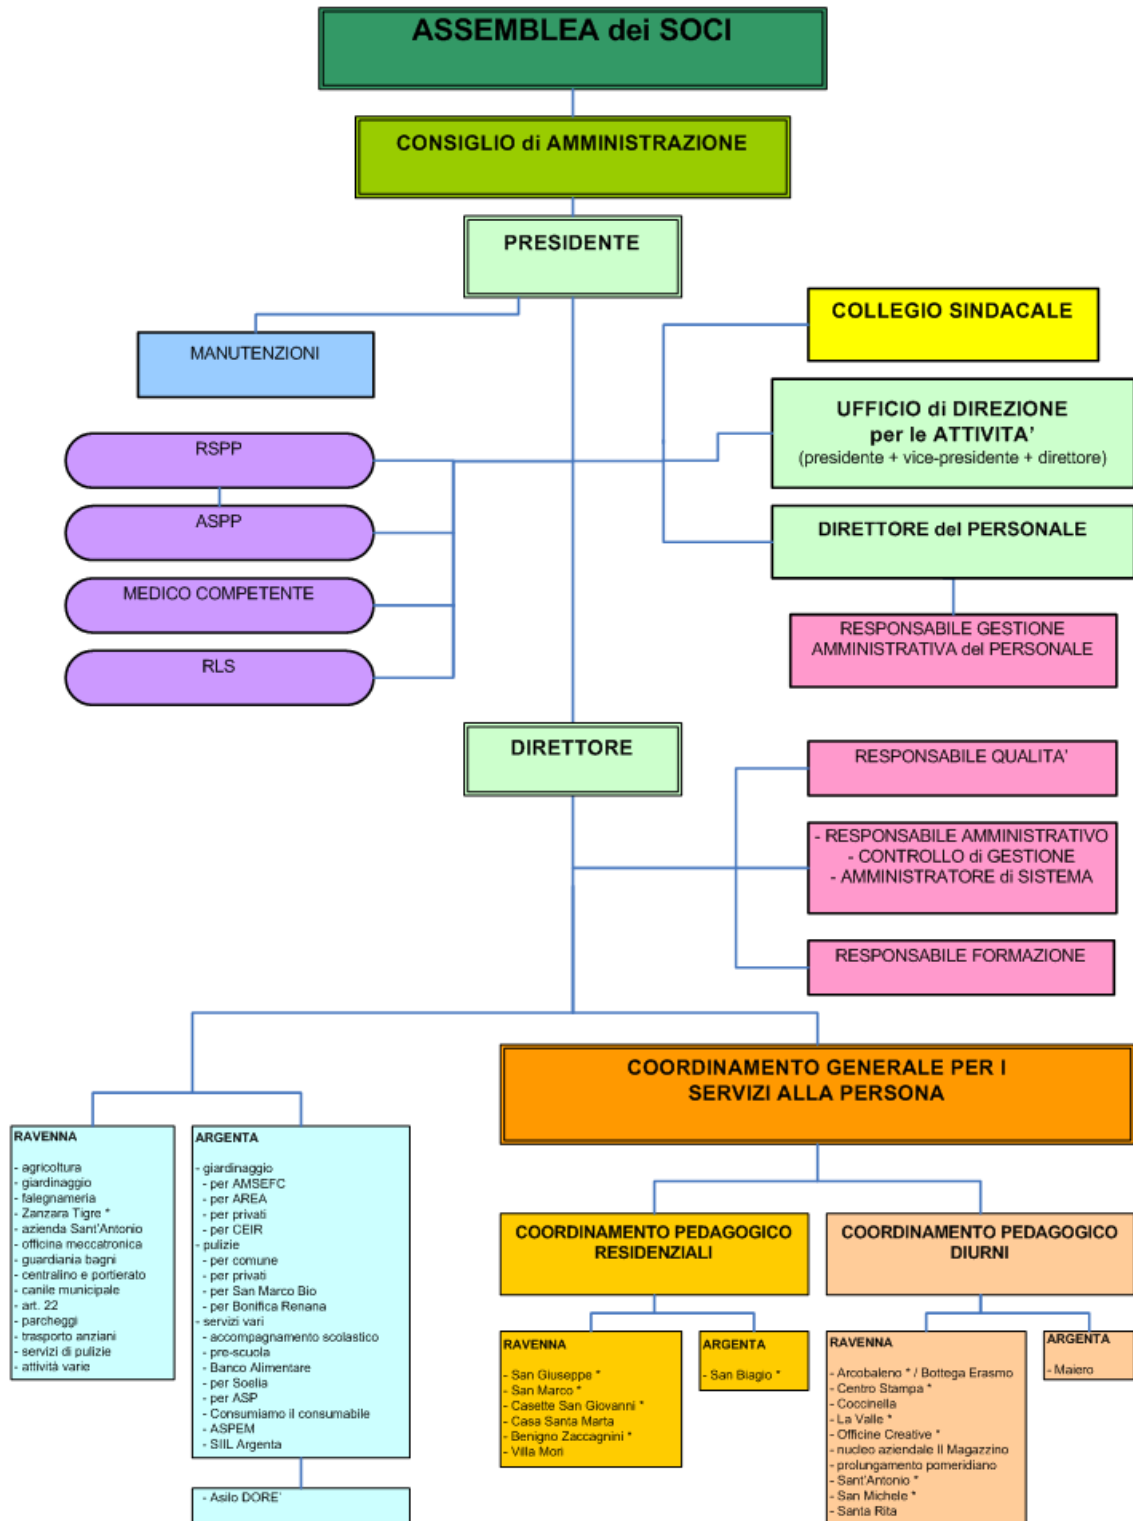 ASSEMBLEA dei SOCI
CONSIGLIO di AMMINISTRAZIONE
PRESIDENTE
MANUTENZIONI
COLLEGIO SINDACALE
UFFICIO di DIREZIONE
per le ATTIVITA'
(presidente + vice-presidente + direttore)
RSPP
ASPP
MEDICO COMPETENTE
RLS
DIRETTORE del PERSONALE
RESPONSABILE GESTIONE
AMMINISTRATIVA del PERSONALE
DIRETTORE
RESPONSABILE QUALITA'
- RESPONSABILE AMMINISTRATIVO
- CONTROLLO di GESTIONE
- AMMINISTRATORE di SISTEMA
RESPONSABILE FORMAZIONE
COORDINAMENTO GENERALE PER I
SERVIZI ALLA PERSONA
RAVENNA
- agricoltura
- giardinaggio
- falegnameria
- Zanzara Tigre *
- azienda Sant'Antonio
- officina meccatronica
- guardiania bagni
- centralino e portierato
- canile municipale
- art. 22
- parcheggi
- trasporto anziani
- servizi di pulizie
- attività varie
ARGENTA
- giardinaggio
- per AMSEFC
- per AREA
- per privati
- per CEIR
- pulizie
- per comune
- per privati
- per San Marco Bio
- per Bonifica Renana
- servizi vari
- accompagnamento scolastico
- pre-scuola
- Banco Alimentare
- per Soelia
- per ASP
- Consumiamo il consumabile
- ASPEM
- SIIL Argenta
- Asilo DORE'
COORDINAMENTO PEDAGOGICO
RESIDENZIALI
RAVENNA
- San Giuseppe *
- San Marco *
- Casette San Giovanni *
- Casa Santa Marta
- Benigno Zaccagnini *
- Villa Mori
ARGENTA
- San Biagio *
COORDINAMENTO PEDAGOGICO
DIURNI
RAVENNA
- Arcobaleno * / Bottega Erasmo
- Centro Stampa *
- Coccinella
- La Valle *
- Officine Creative *
- nucleo aziendale Il Magazzino
- prolungamento pomeridiano
- Sant'Antonio *
- San Michele *
- Santa Rita
ARGENTA
- Maiero